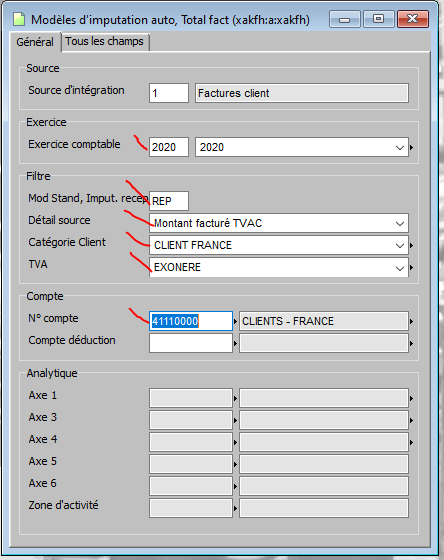 Modèles d'imputation auto, Total fact (xakfh:a:xakfh)
Général Tous les champs
Source
Source d'intégration 1 Factures client
Exercice
Exercice comptable 2020 2020
Filtre
Mod Stand, Imput. recep REP
Détail source Montant facturé TVAC
Catégorie Client CLIENT FRANCE
TVA EXONERE
Compte
N° compte 41110000 CLIENTS - FRANCE
Compte déduction
Analytique
Axe 1
Axe 3
Axe 4
Axe 5
Axe 6
Zone d'activité